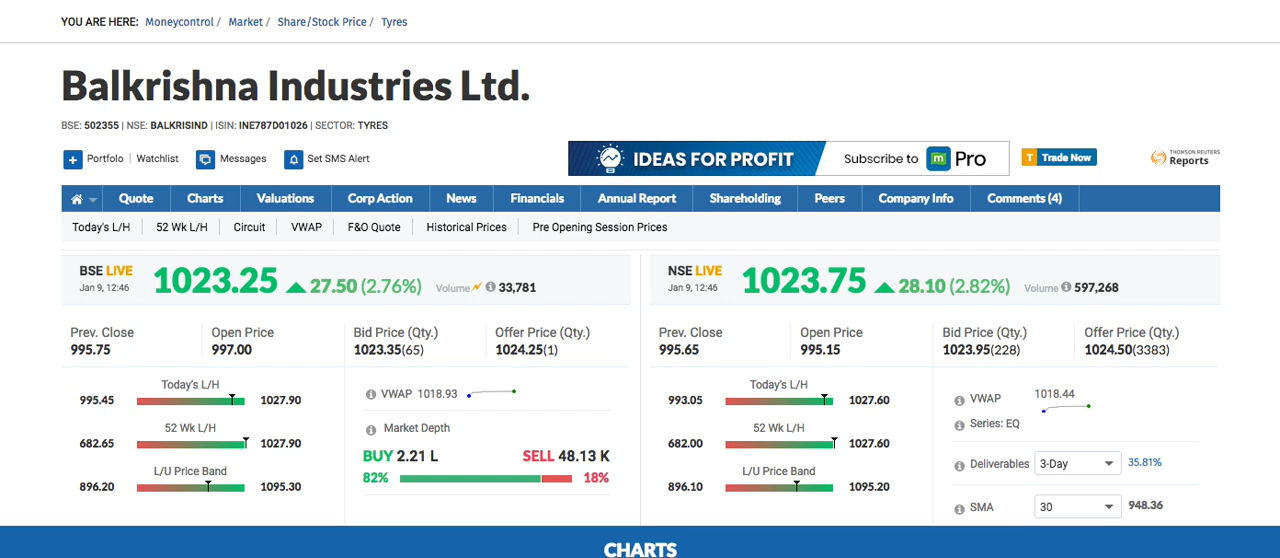 YOU ARE HERE: Moneycontrol / Market / Share/Stock Price / Tyres
Balkrishna Industries Ltd.
BSE: 502355 | NSE: BALKRISIND | ISIN: INE787D01026 | SECTOR: TYRES
+ Portfolo | Watchlist Messages Set SMS Alert
IDEAS FOR PROFIT Subscribe to m Pro
T Trade Now
THOMSON REUTERS
Reports
Quote Charts Valuations Corp Action News Financials Annual Report Shareholding Peers Company Info Comments (4)
Today's L/H 52 Wk L/H Circuit VWAP F&O Quote Historical Prices Pre Opening Session Prices
BSE LIVE
Jan 9, 12:46
1023.25 27.50 (2.76%) Volume 33,781
Prev. Close
995.75
Open Price
997.00
Bid Price (Qty.)
1023.35(65)
Offer Price (Qty.)
1024.25(1)
Today's L/H
995.45 1027.90
52 Wk L/H
682.65 1027.90
L/U Price Band
896.20 1095.30
VWAP 1018.93
Market Depth
BUY 2.21 L SELL 48.13 K
82% 18%
NSE LIVE
Jan 9, 12:46
1023.75 28.10 (2.82%) Volume 597,268
Prev. Close
995.65
Open Price
995.15
Bid Price (Qty.)
1023.95(228)
Offer Price (Qty.)
1024.50(3383)
Today's L/H
993.05 1027.60
52 Wk L/H
682.00 1027.60
L/U Price Band
896.10 1095.20
VWAP 1018.44
Series: EQ
Deliverables 3-Day 35.81%
SMA 30 948.36
CHARTS